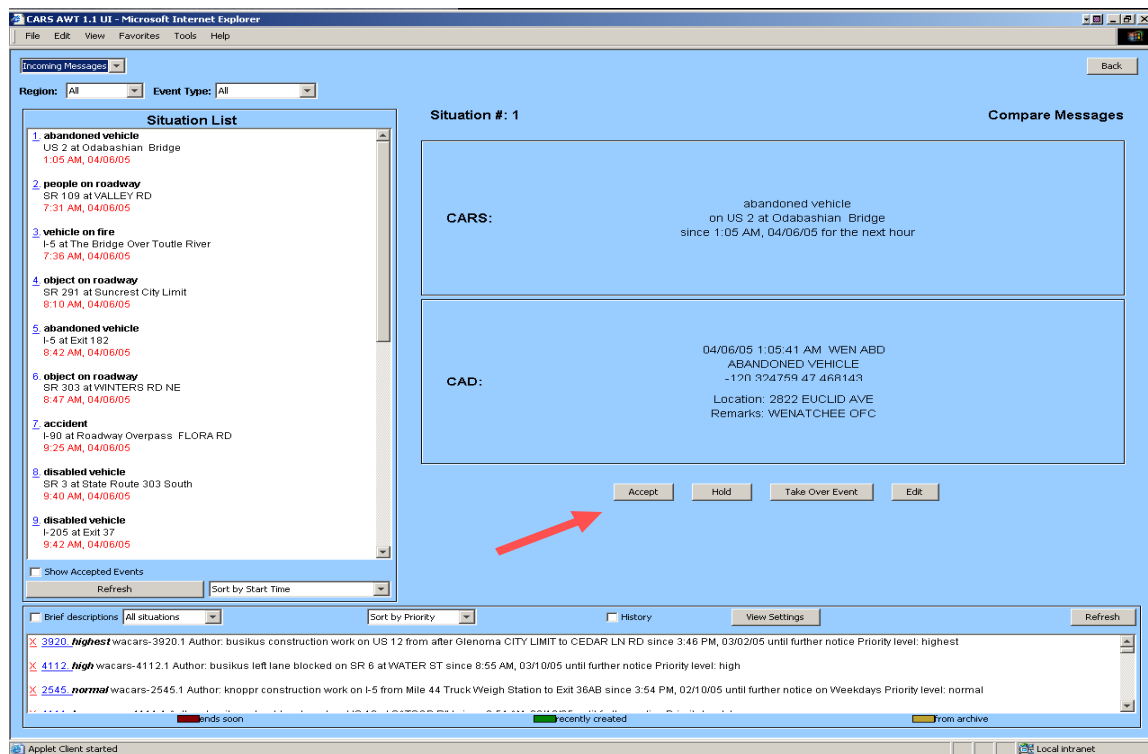 CARS AWT 1.1 UI - Microsoft Internet Explorer
File Edit View Favorites Tools Help
Incoming Messages
Back
Region: All Event Type: All
Situation List
1. abandoned vehicle
US 2 at Odabashian Bridge
1:05 AM, 04/06/05
2. people on roadway
SR 109 at VALLEY RD
7:31 AM, 04/06/05
3. vehicle on fire
I-5 at The Bridge Over Toutle River
7:36 AM, 04/06/05
4. object on roadway
SR 291 at Suncrest City Limit
8:10 AM, 04/06/05
5. abandoned vehicle
I-5 at Exit 182
8:42 AM, 04/06/05
6. object on roadway
SR 303 at WINTERS RD NE
8:47 AM, 04/06/05
7. accident
I-90 at Roadway Overpass FLORA RD
9:25 AM, 04/06/05
8. disabled vehicle
SR 3 at State Route 303 South
9:40 AM, 04/06/05
9. disabled vehicle
I-205 at Exit 37
9:42 AM, 04/06/05
Show Accepted Events
Refresh Sort by Start Time
Situation #: 1 Compare Messages
CARS:
abandoned vehicle
on US 2 at Odabashian Bridge
since 1:05 AM, 04/06/05 for the next hour
CAD:
04/06/05 1:05:41 AM WEN ABD
ABANDONED VEHICLE
-120.324759 47.468143
Location: 2822 EUCLID AVE
Remarks: WENATCHEE OFC
Accept Hold Take Over Event Edit
Brief descriptions All situations Sort by Priority History View Settings Refresh
X 3920. highest wacars-3920.1 Author: busikus construction work on US 12 from after Glenoma CITY LIMIT to CEDAR LN RD since 3:46 PM, 03/02/05 until further notice Priority level: highest
X 4112. high wacars-4112.1 Author: busikus left lane blocked on SR 6 at WATER ST since 8:55 AM, 03/10/05 until further notice Priority level: high
X 2545. normal wacars-2545.1 Author: knoppr construction work on I-5 from Mile 44 Truck Weigh Station to Exit 36AB since 3:54 PM, 02/10/05 until further notice on Weekdays Priority level: normal
ends soon recently created from archive
Applet Client started Local intranet